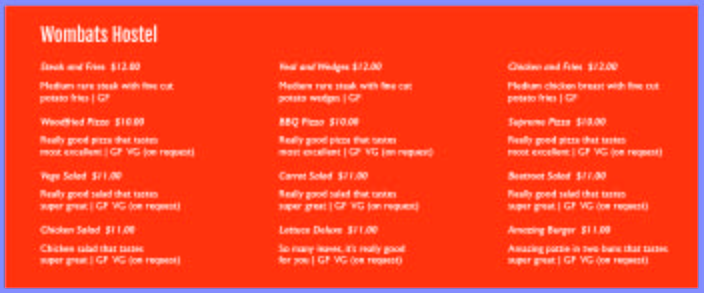 Wombats Hostel
Steak and Fries $12.00
Medium rare steak with fine cut
potato fries | GF
Woodfired Pizza $10.00
Really good pizza that tastes
most excellent | GF VG (on request)
Vege Salad $11.00
Really good salad that tastes
super great | GF VG (on request)
Chicken Salad $11.00
Chicken salad that tastes
super great | GF VG (on request)
Veal and Wedges $12.00
Medium rare steak with fine cut
potato wedges | GF
BBQ Pizza $10.00
Really good pizza that tastes
most excellent | GF VG (on request)
Carrot Salad $11.00
Really good salad that tastes
super great | GF VG (on request)
Lettuce Deluxe $11.00
So many leaves, it's really good
for you | GF VG (on request)
Chicken and Fries $12.00
Medium chicken breast with fine cut
potato fries | GF
Supreme Pizza $10.00
Really good pizza that tastes
most excellent | GF VG (on request)
Beetroot Salad $11.00
Really good salad that tastes
super great | GF VG (on request)
Amazing Burger $11.00
Amazing pattie in two buns that tastes
super great | GF VG (on request)